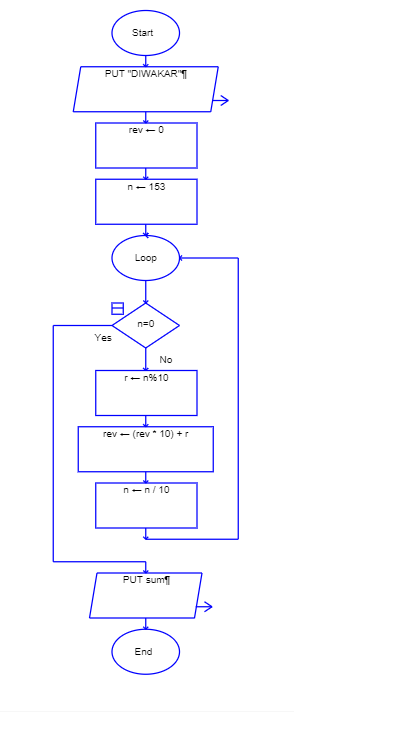 Start
PUT "DIWAKAR"¶
rev ← 0
n ← 153
Loop
n=0
Yes
No
r ← n%10
rev ← (rev * 10) + r
n ← n / 10
PUT sum¶
End